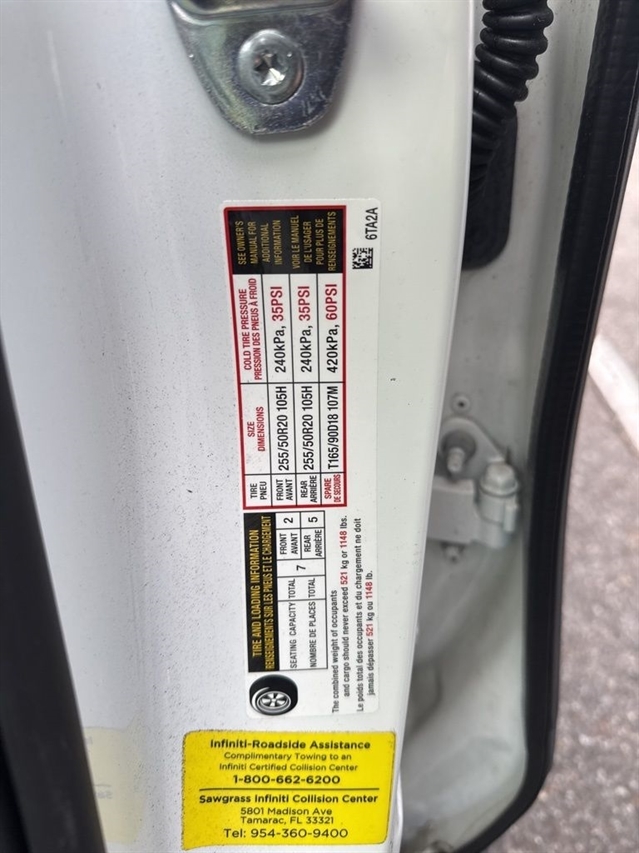 TIRE AND LOADING INFORMATION
RENSEIGNEMENTS SUR LES PNEUS ET LE CHARGEMENT
SEATING CAPACITY TOTAL 7 FRONT AVANT 2
NOMBRE DE PLACES TOTAL REAR ARRIÈRE 5
The combined weight of occupants
and cargo should never exceed 521 kg or 1148 lbs.
Le poids total des occupants et du chargement ne doit
jamais dépasser 521 kg ou 1148 lb.
TIRE PNEU SIZE DIMENSIONS COLD TIRE PRESSURE PRESSION DES PNEUS À FROID
FRONT AVANT 255/50R20 105H 240kPa, 35PSI
REAR ARRIÈRE 255/50R20 105H 240kPa, 35PSI
SPARE DE SECOURS T165/90D18 107M 420kPa, 60PSI
SEE OWNER'S
MANUAL FOR
ADDITIONAL
INFORMATION
VOIR LE MANUEL
DE L'USAGER
POUR PLUS DE
RENSEIGNEMENTS
6TA2A
Infiniti-Roadside Assistance
Complimentary Towing to an
Infiniti Certified Collision Center
1-800-662-6200
Sawgrass Infiniti Collision Center
5801 Madison Ave
Tamarac, FL 33321
Tel: 954-360-9400